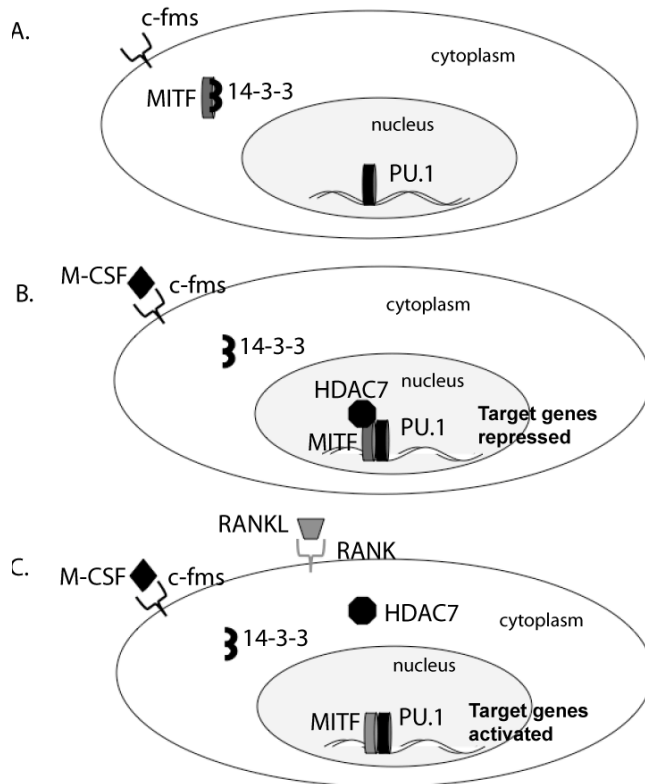 A.
c-fms
cytoplasm
MITF
14-3-3
nucleus
PU.1
B.
M-CSF
c-fms
cytoplasm
14-3-3
nucleus
HDAC7
MITF
PU.1
Target genes
repressed
C.
RANKL
RANK
M-CSF
c-fms
HDAC7
cytoplasm
14-3-3
nucleus
MITF
PU.1
Target genes
activated